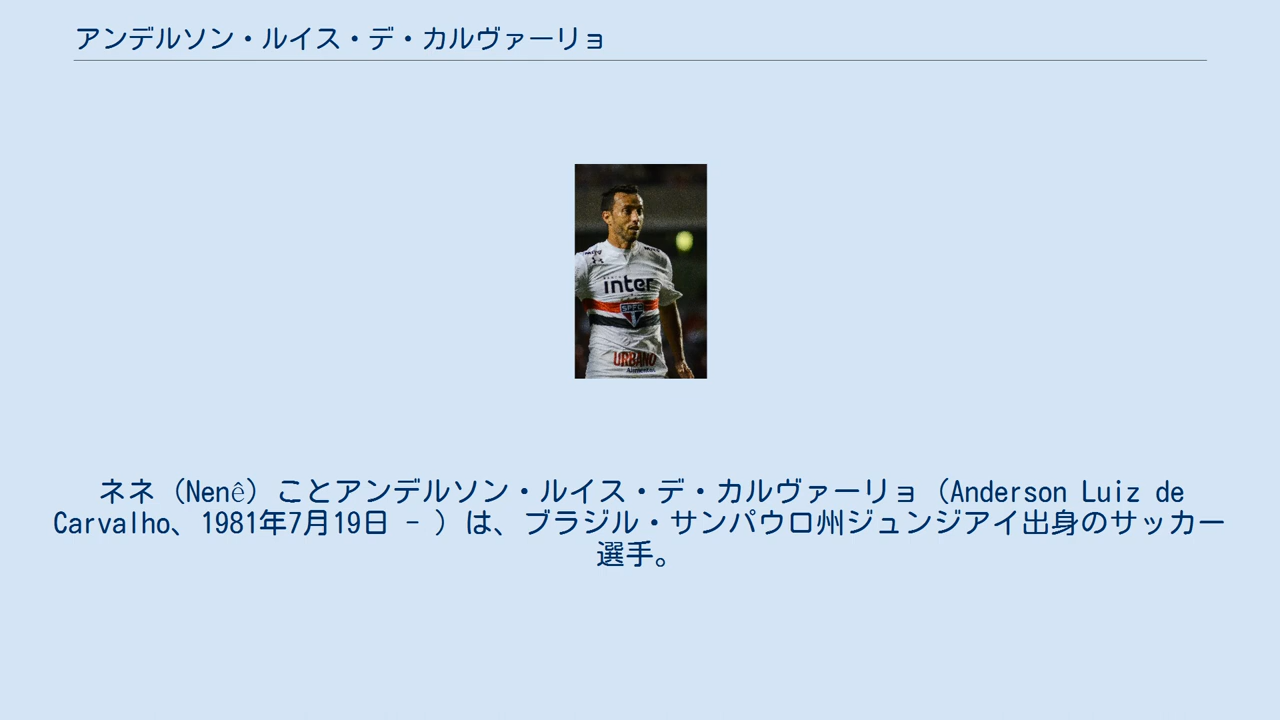 アンデルソン・ルイス・デ・カルヴァーリョ
inter
SPFC
URBANO
Alimentos
ネネ（Nenê）ことアンデルソン・ルイス・デ・カルヴァーリョ（Anderson Luiz de
Carvalho、1981年7月19日 - ）は、ブラジル・サンパウロ州ジュンジアイ出身のサッカー
選手。